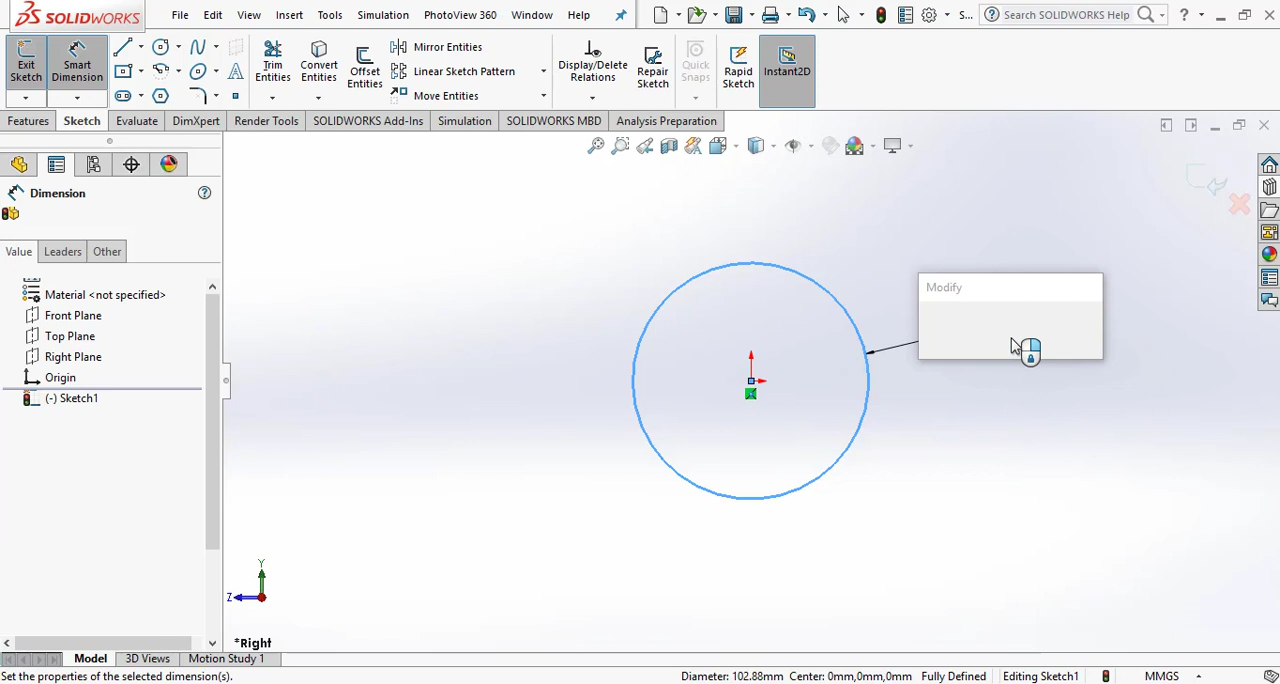 SOLIDWORKS File Edit View Insert Tools Simulation PhotoView 360 Window Help S... Search SOLIDWORKS Help ?
Exit Sketch
Smart Dimension
Trim Entities
Convert Entities
Offset Entities
Mirror Entities
Linear Sketch Pattern
Move Entities
Display/Delete Relations
Repair Sketch
Quick Snaps
Rapid Sketch
Instant2D
Features Sketch Evaluate DimXpert Render Tools SOLIDWORKS Add-Ins Simulation SOLIDWORKS MBD Analysis Preparation
Dimension ?
Value Leaders Other
Material <not specified>
Front Plane
Top Plane
Right Plane
Origin
(-) Sketch1
Modify
Y
Z
*Right
Model 3D Views Motion Study 1
Set the properties of the selected dimension(s). Diameter: 102.88mm Center: 0mm,0mm,0mm Fully Defined Editing Sketch1 MMGS